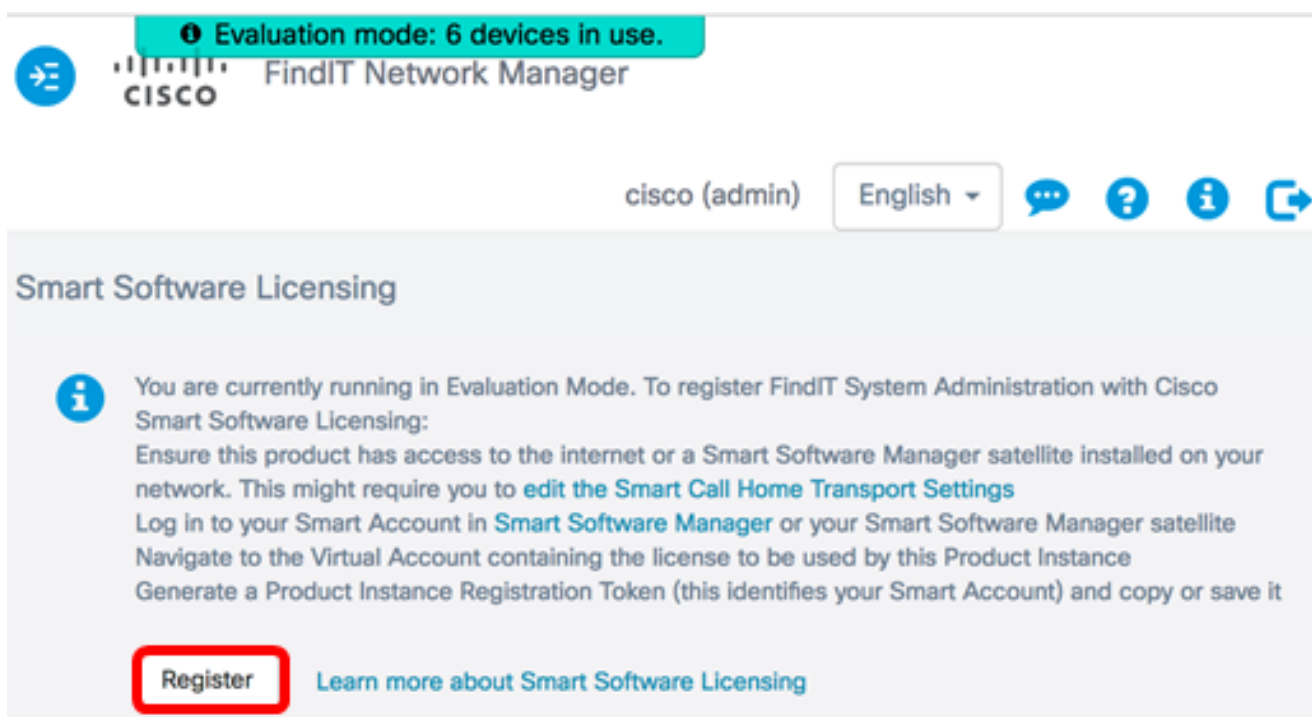 Evaluation mode: 6 devices in use.
CISCO
FindIT Network Manager
cisco (admin)
English
Smart Software Licensing
You are currently running in Evaluation Mode. To register FindIT System Administration with Cisco
Smart Software Licensing:
Ensure this product has access to the internet or a Smart Software Manager satellite installed on your
network. This might require you to edit the Smart Call Home Transport Settings
Log in to your Smart Account in Smart Software Manager or your Smart Software Manager satellite
Navigate to the Virtual Account containing the license to be used by this Product Instance
Generate a Product Instance Registration Token (this identifies your Smart Account) and copy or save it
Register Learn more about Smart Software Licensing